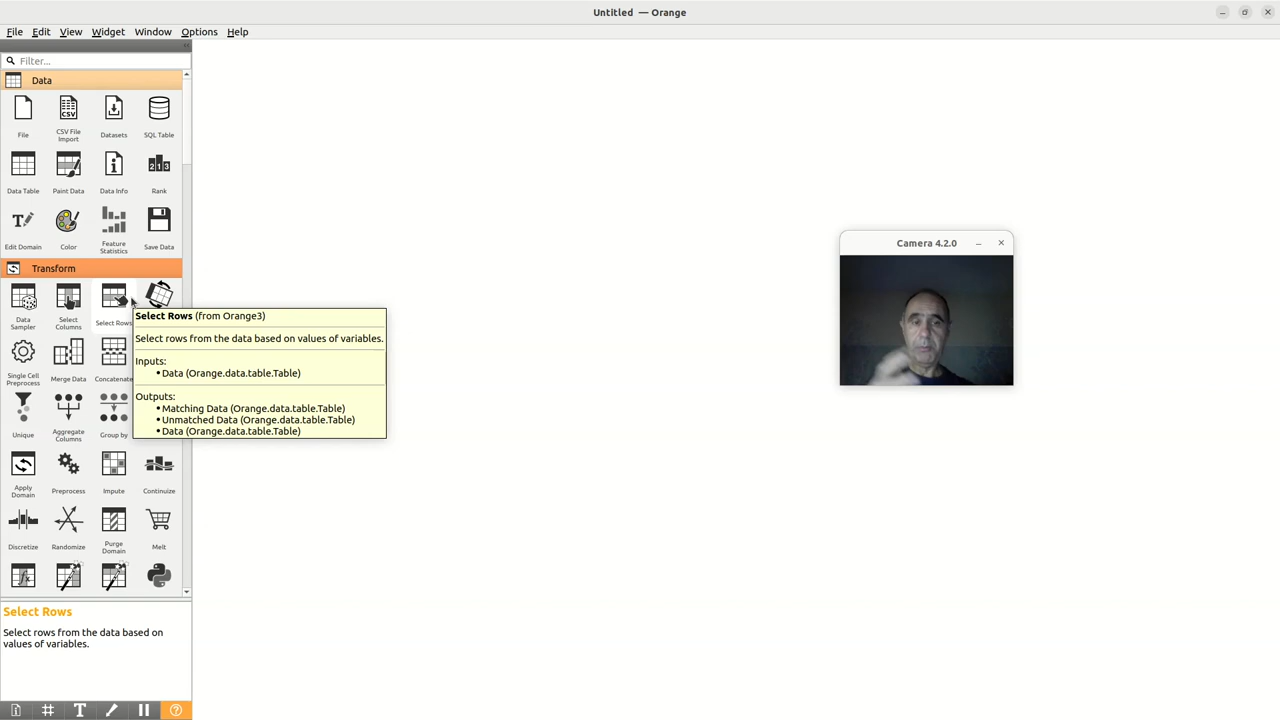 Untitled — Orange
File Edit View Widget Window Options Help
Filter...
Data
File CSV File Import Datasets SQL Table
Data Table Paint Data Data Info Rank
Edit Domain Color Feature Statistics Save Data
Transform
Data Sampler Select Columns Select Rows
Single Cell Preprocess Merge Data Concatenate
Unique Aggregate Columns Group by
Apply Domain Preprocess Impute Continuize
Discretize Randomize Purge Domain Melt
Select Rows (from Orange3)
Select rows from the data based on values of variables.
Inputs:
•Data (Orange.data.table.Table)
Outputs:
•Matching Data (Orange.data.table.Table)
•Unmatched Data (Orange.data.table.Table)
•Data (Orange.data.table.Table)
Camera 4.2.0
Select Rows
Select rows from the data based on
values of variables.